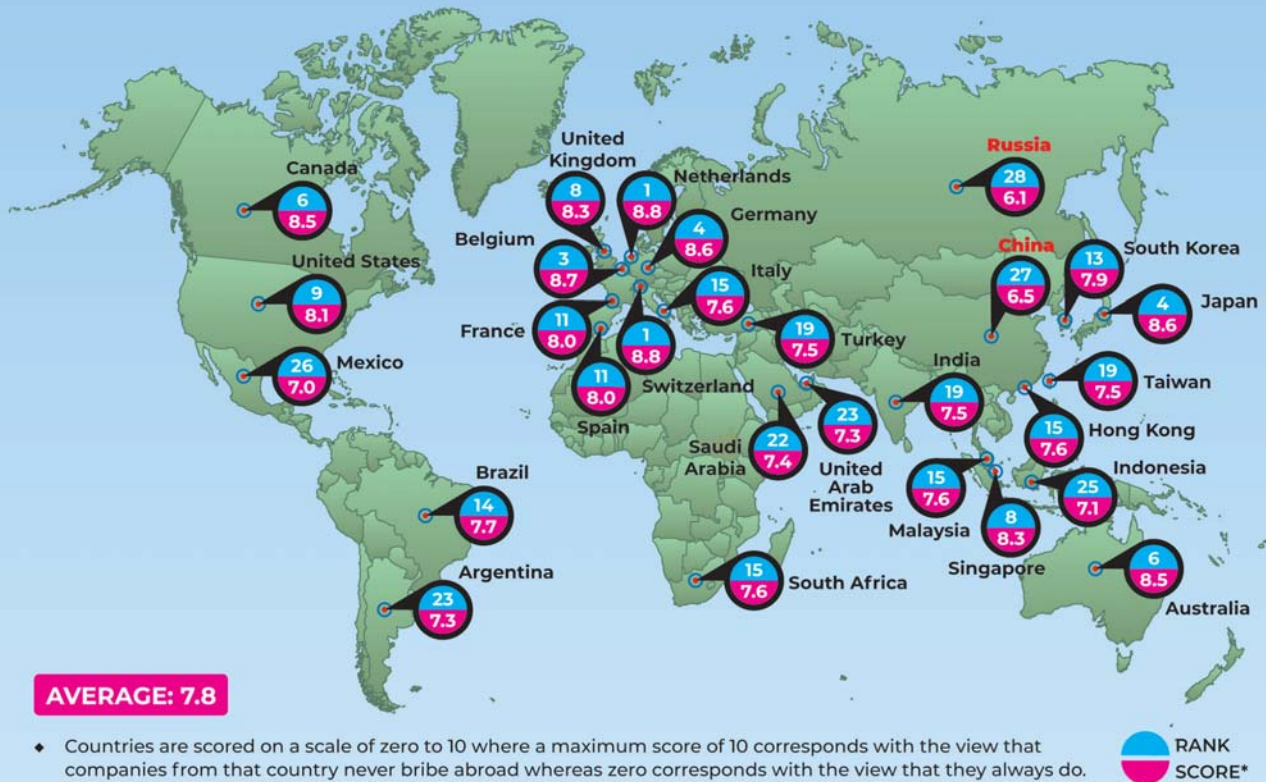 Canada
6
8.5
United States
9
8.1
Mexico
26
7.0
Brazil
14
7.7
Argentina
23
7.3
United
Kingdom
8
8.3
Netherlands
1
8.8
Germany
4
8.6
Belgium
3
8.7
Italy
15
7.6
France
11
8.0
Spain
11
8.0
Switzerland
1
8.8
Turkey
19
7.5
Saudi
Arabia
22
7.4
United
Arab
Emirates
23
7.3
South Africa
15
7.6
Russia
28
6.1
China
27
6.5
South Korea
13
7.9
Japan
4
8.6
India
19
7.5
Taiwan
19
7.5
Hong Kong
15
7.6
Malaysia
15
7.6
Singapore
8
8.3
Indonesia
25
7.1
Australia
6
8.5
AVERAGE: 7.8
◆ Countries are scored on a scale of zero to 10 where a maximum score of 10 corresponds with the view that
companies from that country never bribe abroad whereas zero corresponds with the view that they always do.
RANK
SCORE*